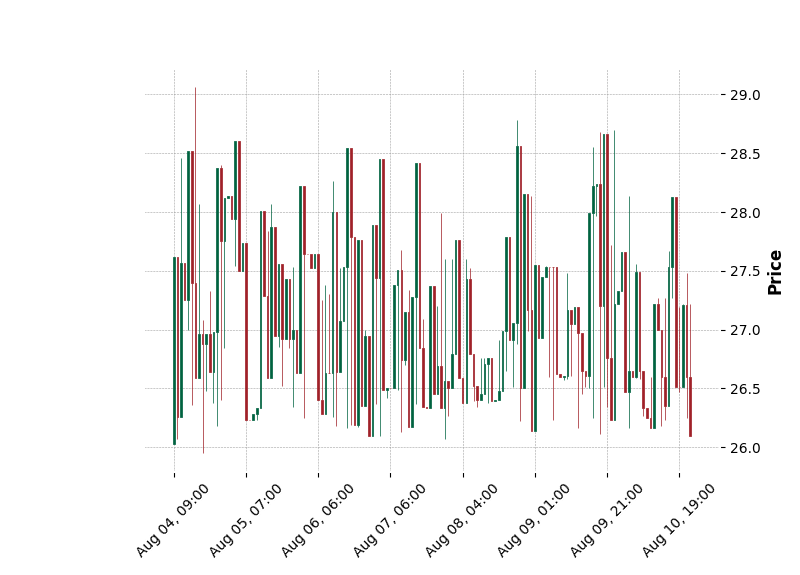 29.0
28.5
28.0
27.5
27.0
26.5
26.0
Price
Aug 04, 09:00
Aug 05, 07:00
Aug 06, 06:00
Aug 07, 06:00
Aug 08, 04:00
Aug 09, 01:00
Aug 09, 21:00
Aug 10, 19:00